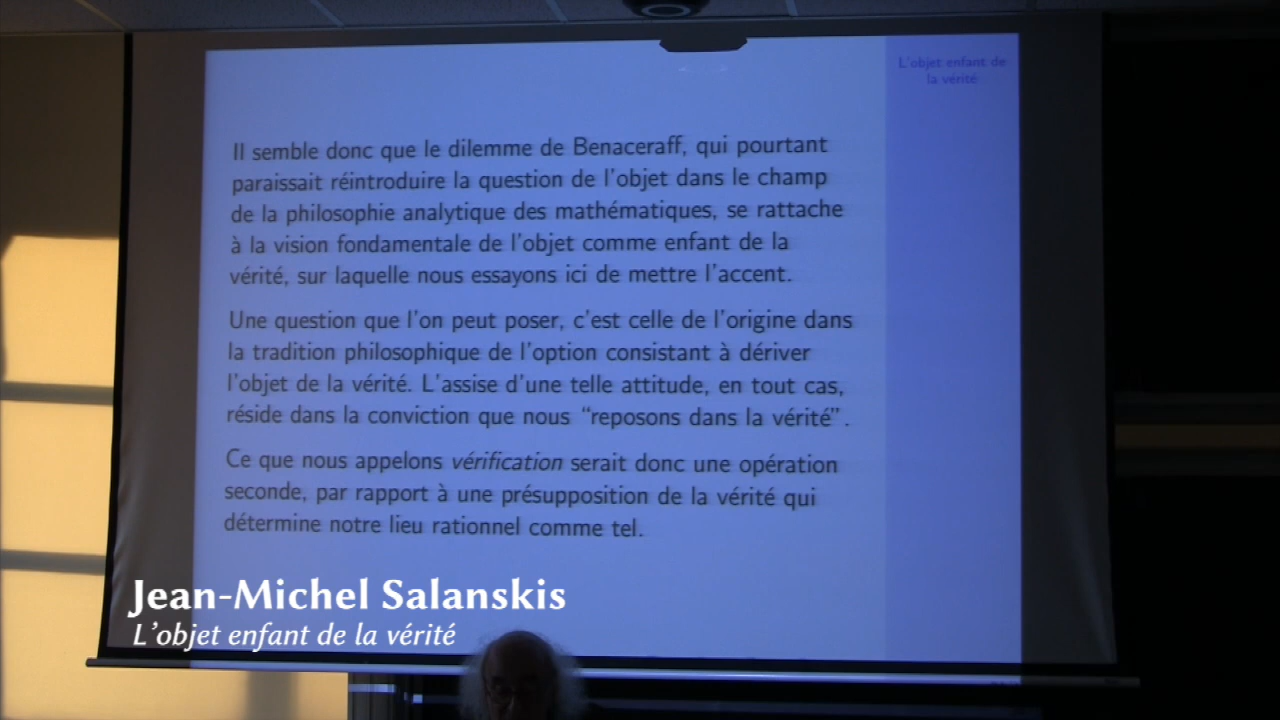 L'objet enfant de
la vérité
Il semble donc que le dilemme de Benaceraff, qui pourtant
paraissait réintroduire la question de l'objet dans le champ
de la philosophie analytique des mathématiques, se rattache
à la vision fondamentale de l'objet comme enfant de la
vérité, sur laquelle nous essayons ici de mettre l'accent.
Une question que l'on peut poser, c'est celle de l'origine dans
la tradition philosophique de l'option consistant à dériver
l'objet de la vérité. L'assise d'une telle attitude, en tout cas,
réside dans la conviction que nous “reposons dans la vérité”.
Ce que nous appelons vérification serait donc une opération
seconde, par rapport à une présupposition de la vérité qui
détermine notre lieu rationnel comme tel.
Jean-Michel Salanskis
L'objet enfant de la vérité